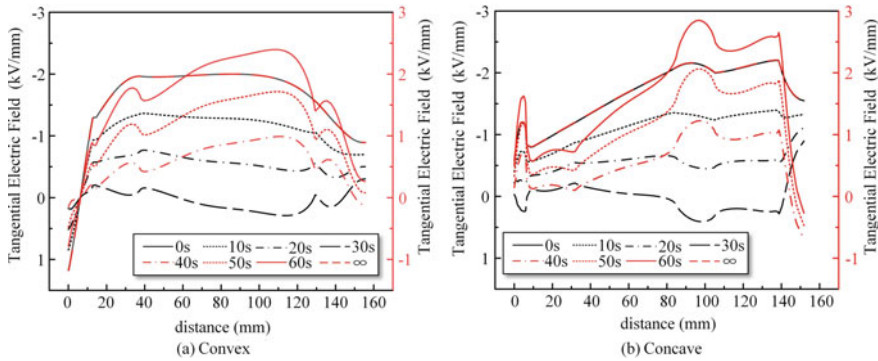 Tangential Electric Field (kV/mm)
-3
-2
-1
0
1
3
2
1
0
-1
Tangential Electric Field (kV/mm)
0s 10s 20s 30s
40s 50s 60s ∞
0 20 40 60 80 100 120 140 160
distance (mm)
(a) Convex
Tangential Electric Field (kV/mm)
-3
-2
-1
0
1
3
2
1
0
-1
Tangential Electric Field (kV/mm)
0s 10s 20s 30s
40s 50s 60s ∞
0 20 40 60 80 100 120 140 160
distance (mm)
(b) Concave